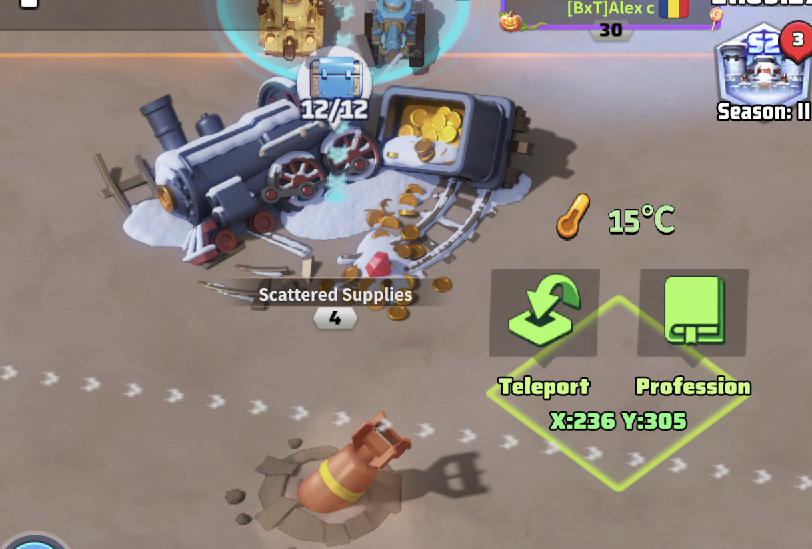 [BxT]Alex c
30
3
S2
Season: II
12/12
15°C
Scattered Supplies
4
Teleport
Profession
X:236 Y:305